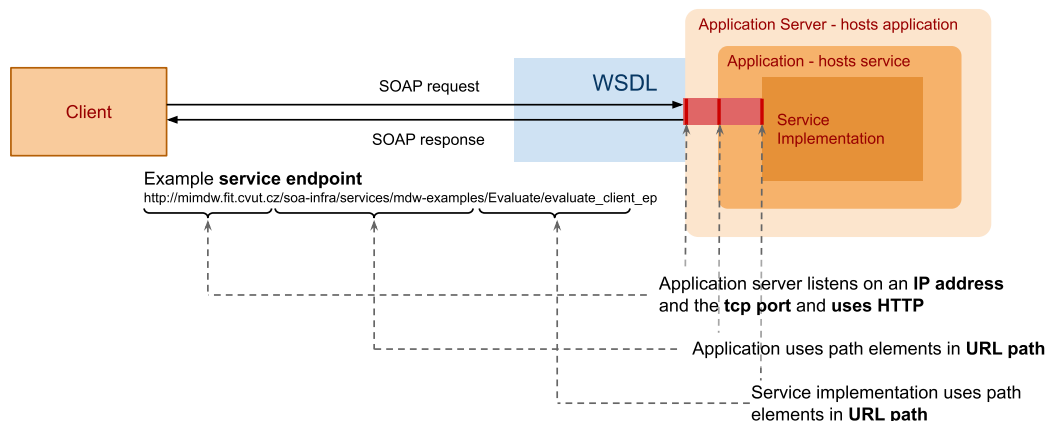 Application Server - hosts application
Application - hosts service
WSDL
SOAP request
Client
Service
Implementation
SOAP response
Example service endpoint
http://mimdw.fit.cvut.cz/soa-infra/services/mdw-examples/Evaluate/evaluate_client_ep
Application server listens on an IP address
and the tcp port and uses HTTP
Application uses path elements in URL path
Service implementation uses path
elements in URL path